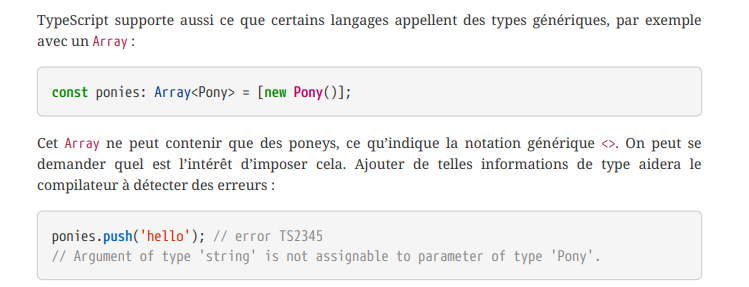 TypeScript supporte aussi ce que certains langages appellent des types génériques, par exemple
avec un Array :
const ponies: Array<Pony> = [new Pony()];
Cet Array ne peut contenir que des poneys, ce qu’indique la notation générique <>. On peut se
demander quel est l’intérêt d’imposer cela. Ajouter de telles informations de type aidera le
compilateur à détecter des erreurs :
ponies.push('hello'); // error TS2345
// Argument of type 'string' is not assignable to parameter of type 'Pony'.